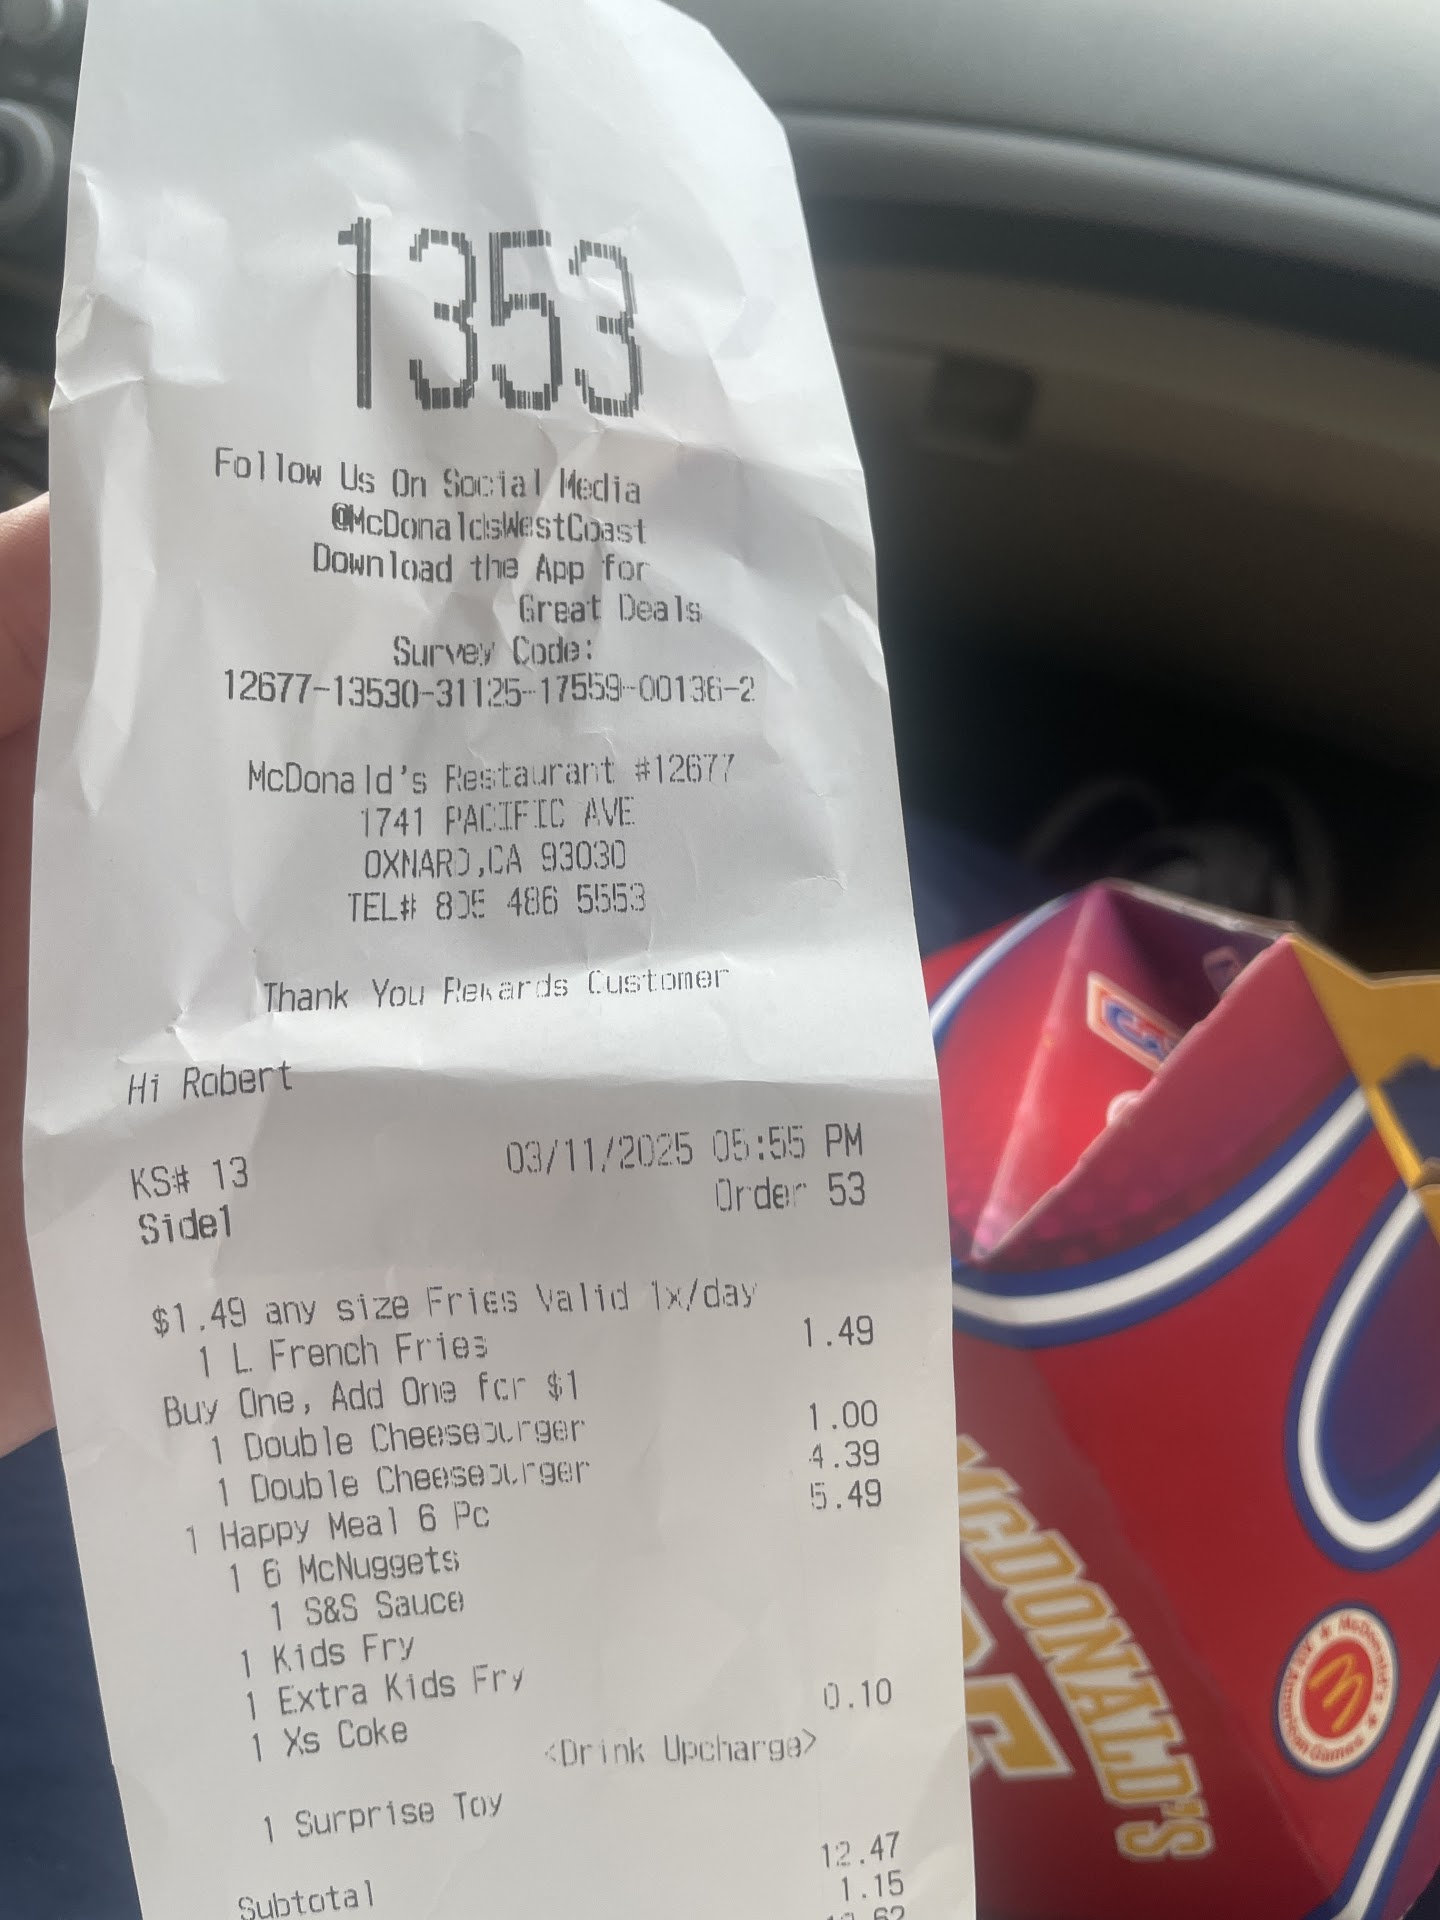 1353
Follow Us On Social Media
@McDonaldsWestCoast
Download the App for
Great Deals
Survey Code:
12677-13530-31125-17559-00136-2
McDonald's Restaurant #12677
1741 PACIFIC AVE
OXNARD,CA 93030
TEL# 805 486 5553
Thank You Rewards Customer
Hi Robert
KS# 13 03/11/2025 05:55 PM
Side1 Order 53
$1.49 any size Fries Valid 1x/day
1 L French Fries 1.49
Buy One, Add One for $1
1 Double Cheeseburger 1.00
1 Double Cheeseburger 4.39
1 Happy Meal 6 Pc 5.49
1 6 McNuggets
1 S&S Sauce
1 Kids Fry
1 Extra Kids Fry
1 Xs Coke 0.10
<Drink Upcharge>
1 Surprise Toy
Subtotal 12.47
1.15
McDONALD'S
McDonald's
All American Games